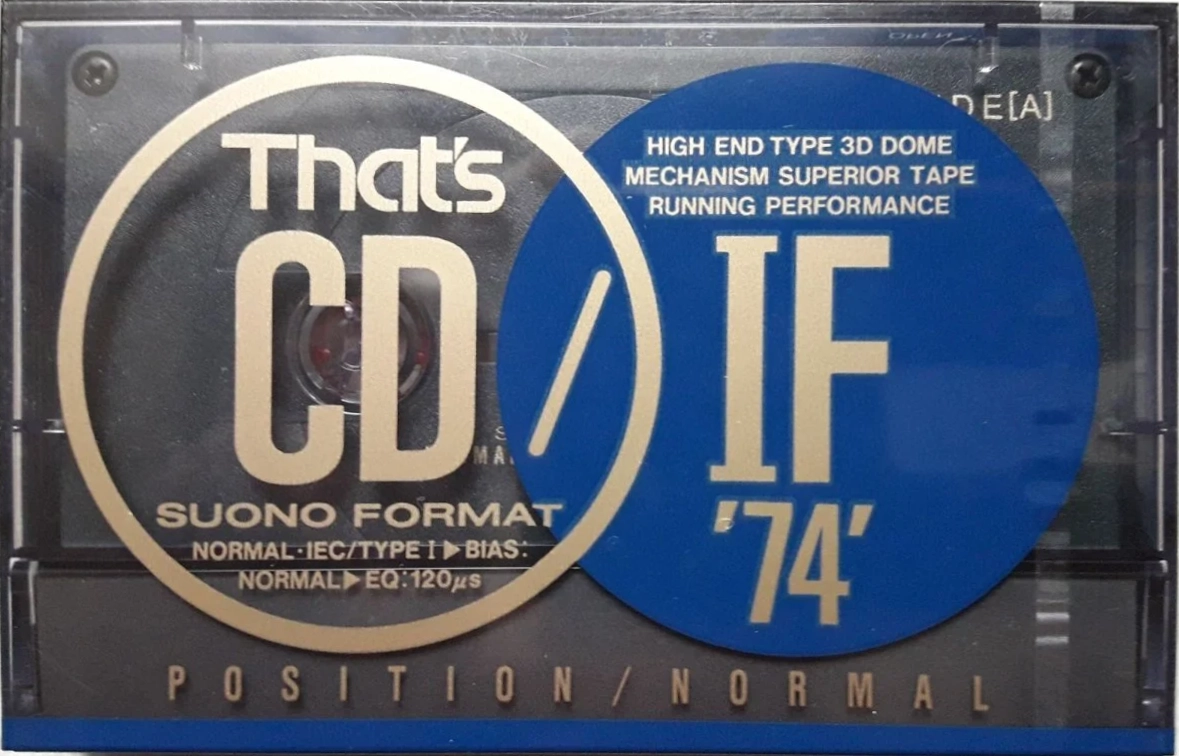 DE[A]
That's
HIGH END TYPE 3D DOME
MECHANISM SUPERIOR TAPE
RUNNING PERFORMANCE
CD/IF
'74'
SUONO FORMAT
NORMAL·IEC/TYPE I▶BIAS:
NORMAL▶EQ:120μs
POSITION/NORMAL